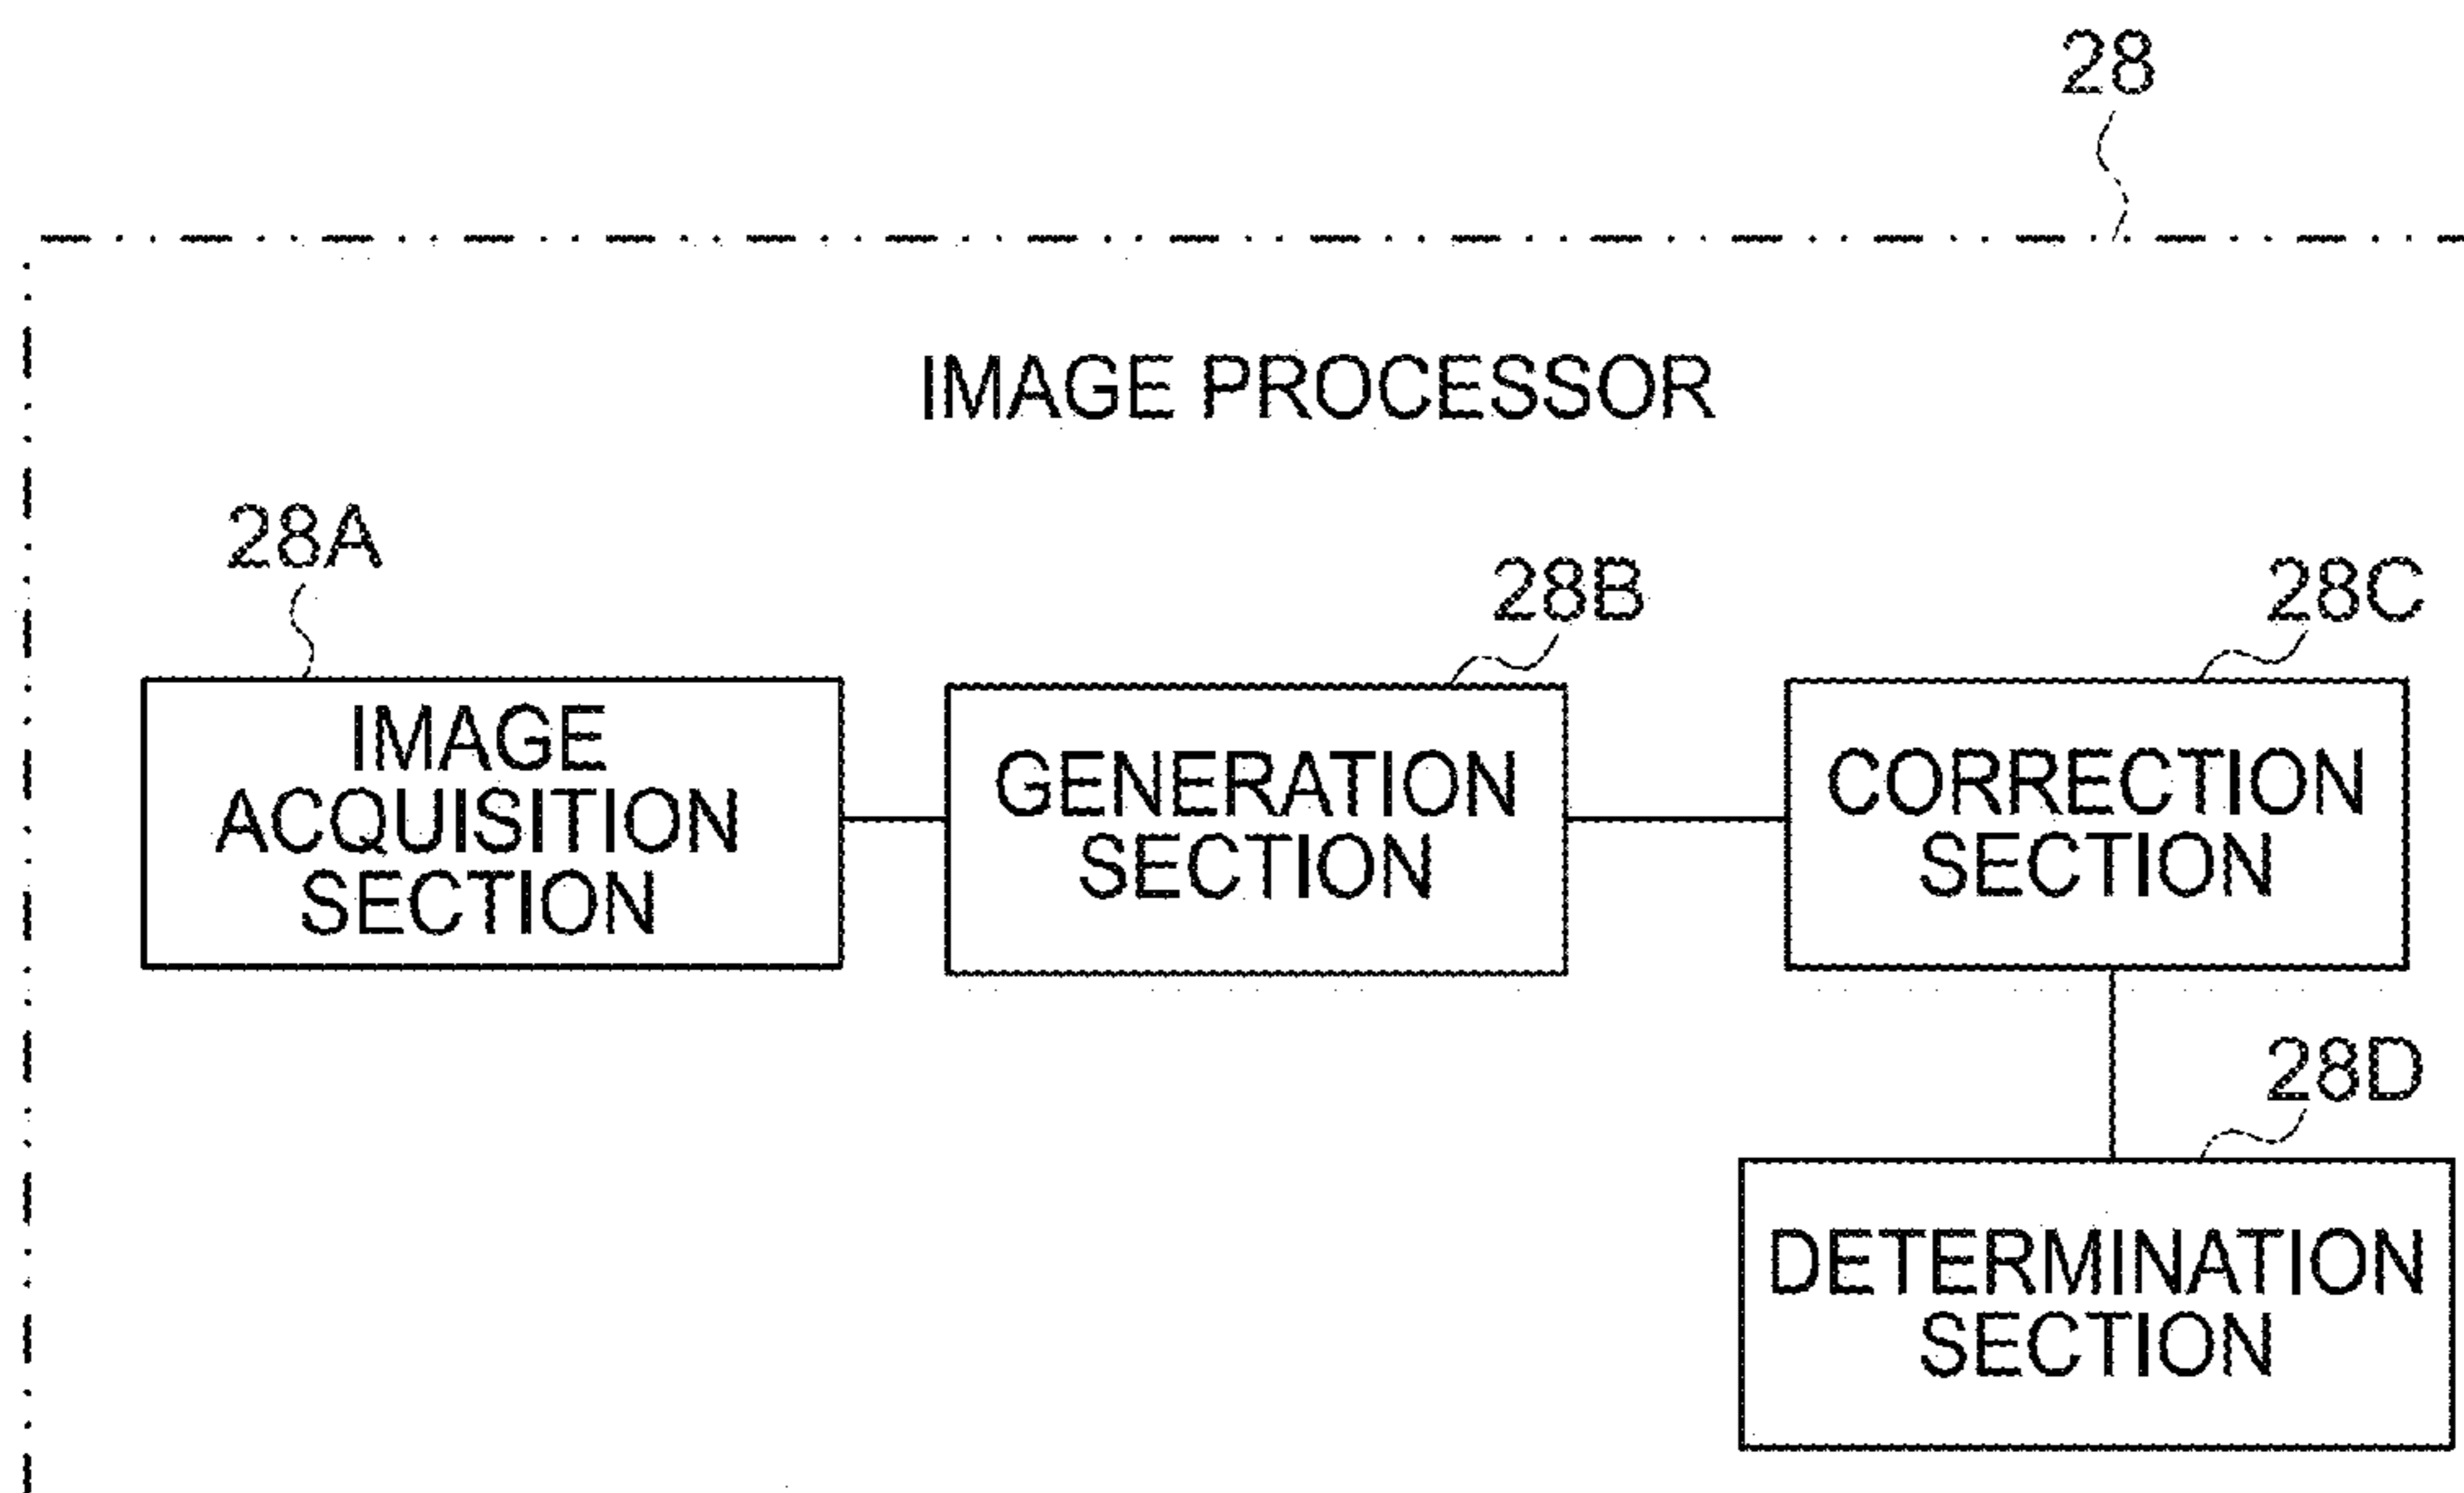 28
IMAGE PROCESSOR
28A
28B
28C
IMAGE
ACQUISITION
SECTION
GENERATION
SECTION
CORRECTION
SECTION
28D
DETERMINATION
SECTION